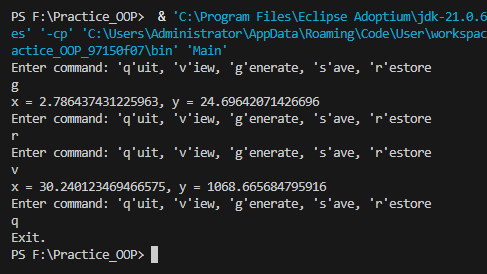 PS F:\Practice_OOP>  & 'C:\Program Files\Eclipse Adoptium\jdk-21.0.6
es' '-cp' 'C:\Users\Administrator\AppData\Roaming\Code\User\workspac
actice_OOP_97150f07\bin' 'Main'
Enter command: 'q'uit, 'v'iew, 'g'enerate, 's'ave, 'r'estore
g
x = 2.786437431225963, y = 24.69642071426696
Enter command: 'q'uit, 'v'iew, 'g'enerate, 's'ave, 'r'estore
r
Enter command: 'q'uit, 'v'iew, 'g'enerate, 's'ave, 'r'estore
v
x = 30.240123469466575, y = 1068.665684795916
Enter command: 'q'uit, 'v'iew, 'g'enerate, 's'ave, 'r'estore
q
Exit.
PS F:\Practice_OOP>